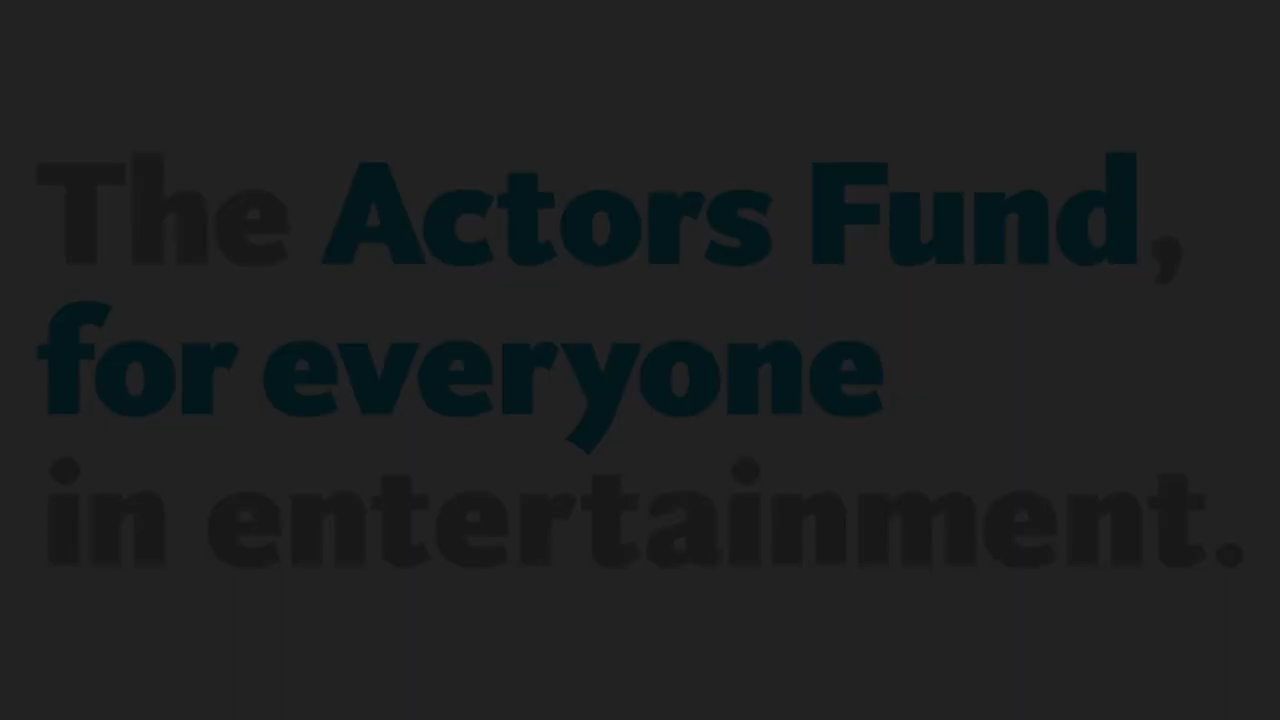 The Actors Fund,
for everyone
in entertainment.